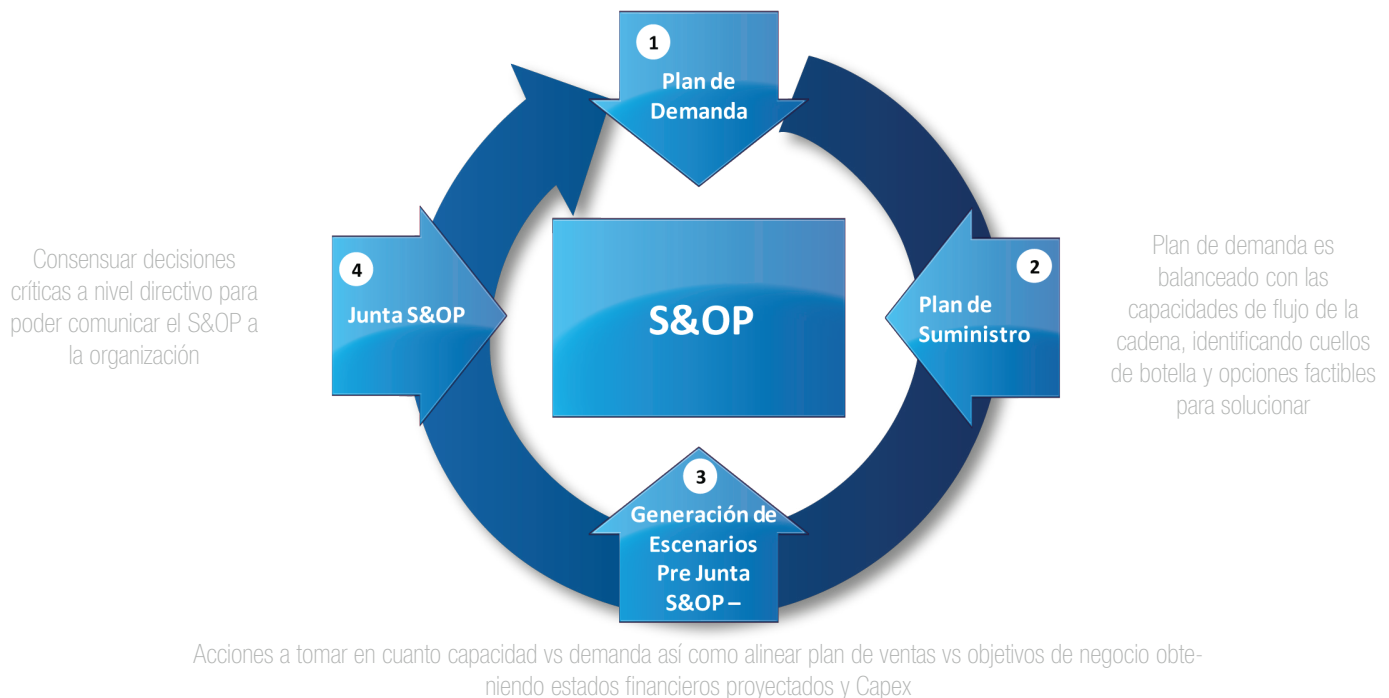 1
Plan de
Demanda
2
Plan de
Suministro
Plan de demanda es
balanceado con las
capacidades de flujo de la
cadena, identificando cuellos
de botella y opciones factibles
para solucionar
S&OP
4
Junta S&OP
Consensuar decisiones
críticas a nivel directivo para
poder comunicar el S&OP a
la organización
3
Generación de
Escenarios
Pre Junta
S&OP –
Acciones a tomar en cuanto capacidad vs demanda así como alinear plan de ventas vs objetivos de negocio obte-
niendo estados financieros proyectados y Capex